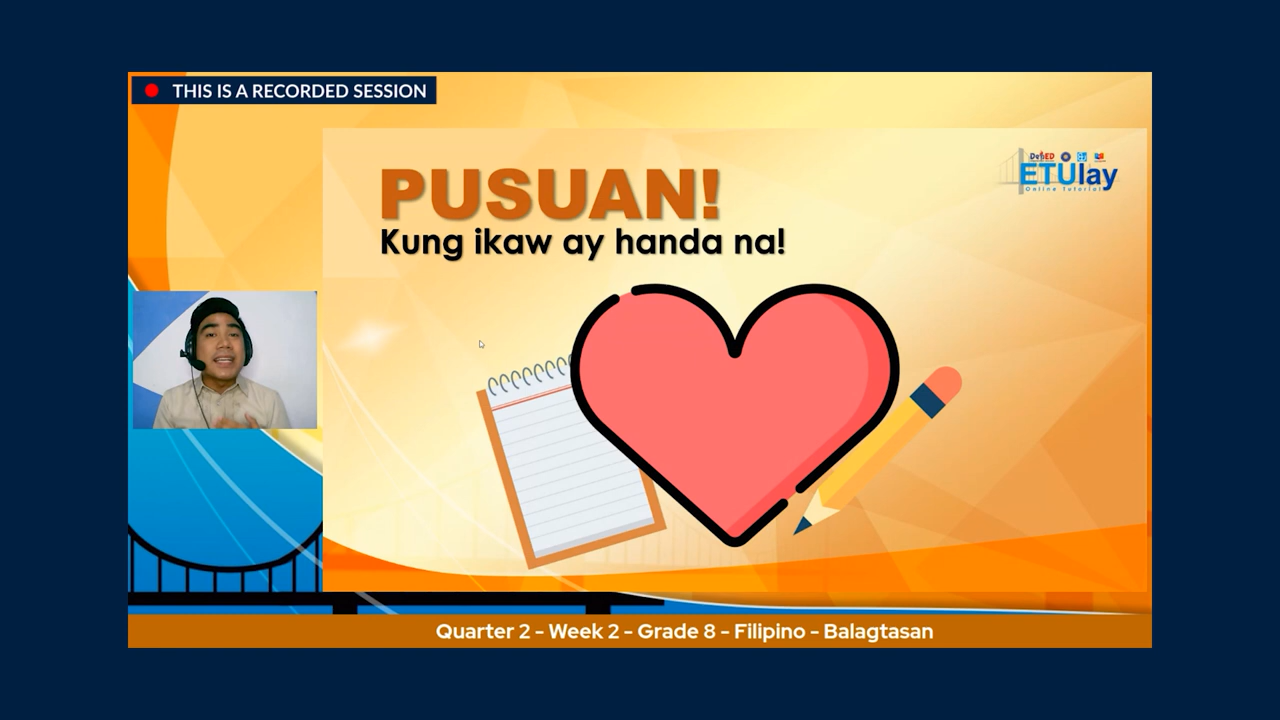 THIS IS A RECORDED SESSION
DepED
ETUlay
Online Tutorial
PUSUAN!
Kung ikaw ay handa na!
Quarter 2 - Week 2 - Grade 8 - Filipino - Balagtasan